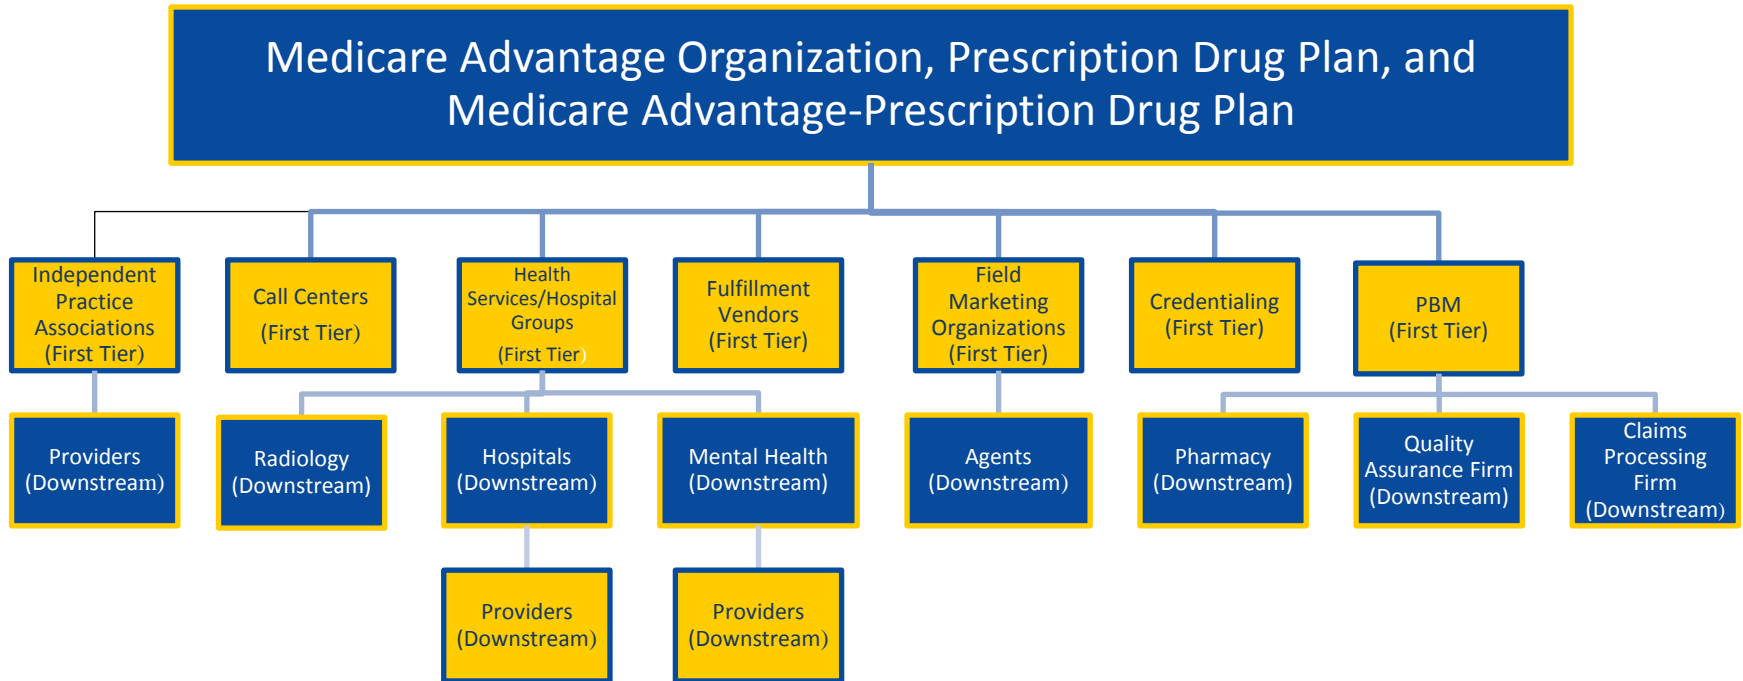 Medicare Advantage Organization, Prescription Drug Plan, and
Medicare Advantage-Prescription Drug Plan
Independent
Practice
Associations
(First Tier)
Call Centers
(First Tier)
Health
Services/Hospital
Groups
(First Tier)
Fulfillment
Vendors
(First Tier)
Field
Marketing
Organizations
(First Tier)
Credentialing
(First Tier)
PBM
(First Tier)
Providers
(Downstream)
Radiology
(Downstream)
Hospitals
(Downstream)
Mental Health
(Downstream)
Agents
(Downstream)
Pharmacy
(Downstream)
Quality
Assurance Firm
(Downstream)
Claims
Processing
Firm
(Downstream)
Providers
(Downstream)
Providers
(Downstream)